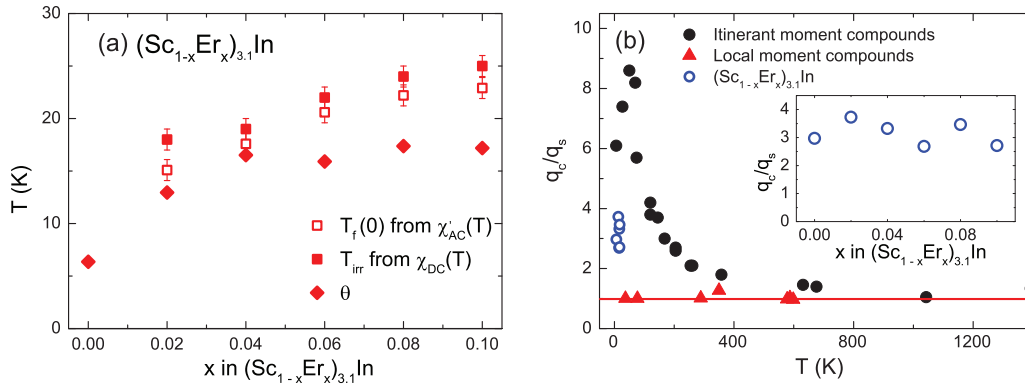 (a) (Sc1-xErx)3.1In
Tf (0) from χ'AC(T)
Tirr from χDC(T)
θ
T (K)
30
20
10
0
0.00 0.02 0.04 0.06 0.08 0.10
x in (Sc1-xErx)3.1In
(b)
Itinerant moment compounds
Local moment compounds
(Sc1-xErx)3.1In
qc/qs
10
8
6
4
2
0
0 400 800 1200
T (K)
qc/qs
4
3
2
1
0
0.00 0.04 0.08
x in (Sc1-xErx)3.1In